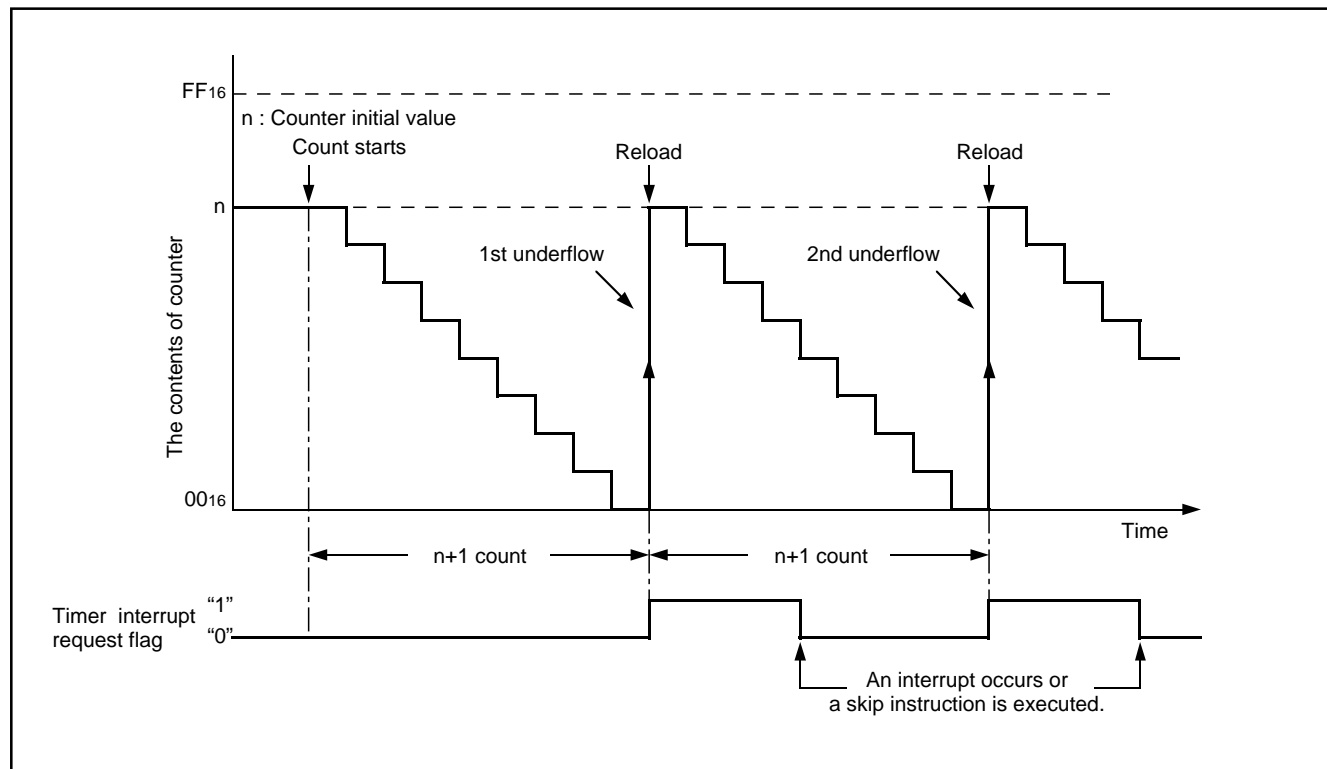 FF16
n : Counter initial value
Count starts
Reload
Reload
n
1st underflow
2nd underflow
The contents of counter
0016
Time
n+1 count
n+1 count
Timer interrupt
request flag
“1”
“0”
An interrupt occurs or
a skip instruction is executed.